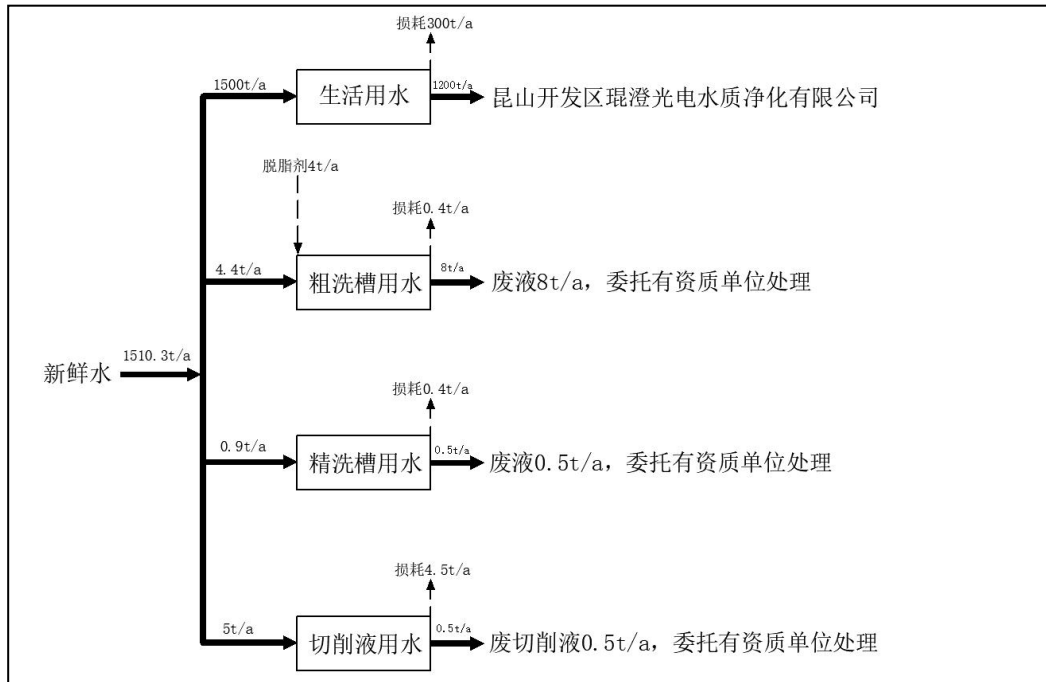 损耗300t/a
1500t/a
生活用水
1200t/a
昆山开发区琨澄光电水质净化有限公司
脱脂剂4t/a
损耗0.4t/a
4.4t/a
粗洗槽用水
8t/a
废液8t/a，委托有资质单位处理
新鲜水
1510.3t/a
损耗0.4t/a
0.9t/a
精洗槽用水
0.5t/a
废液0.5t/a，委托有资质单位处理
损耗4.5t/a
5t/a
切削液用水
0.5t/a
废切削液0.5t/a，委托有资质单位处理